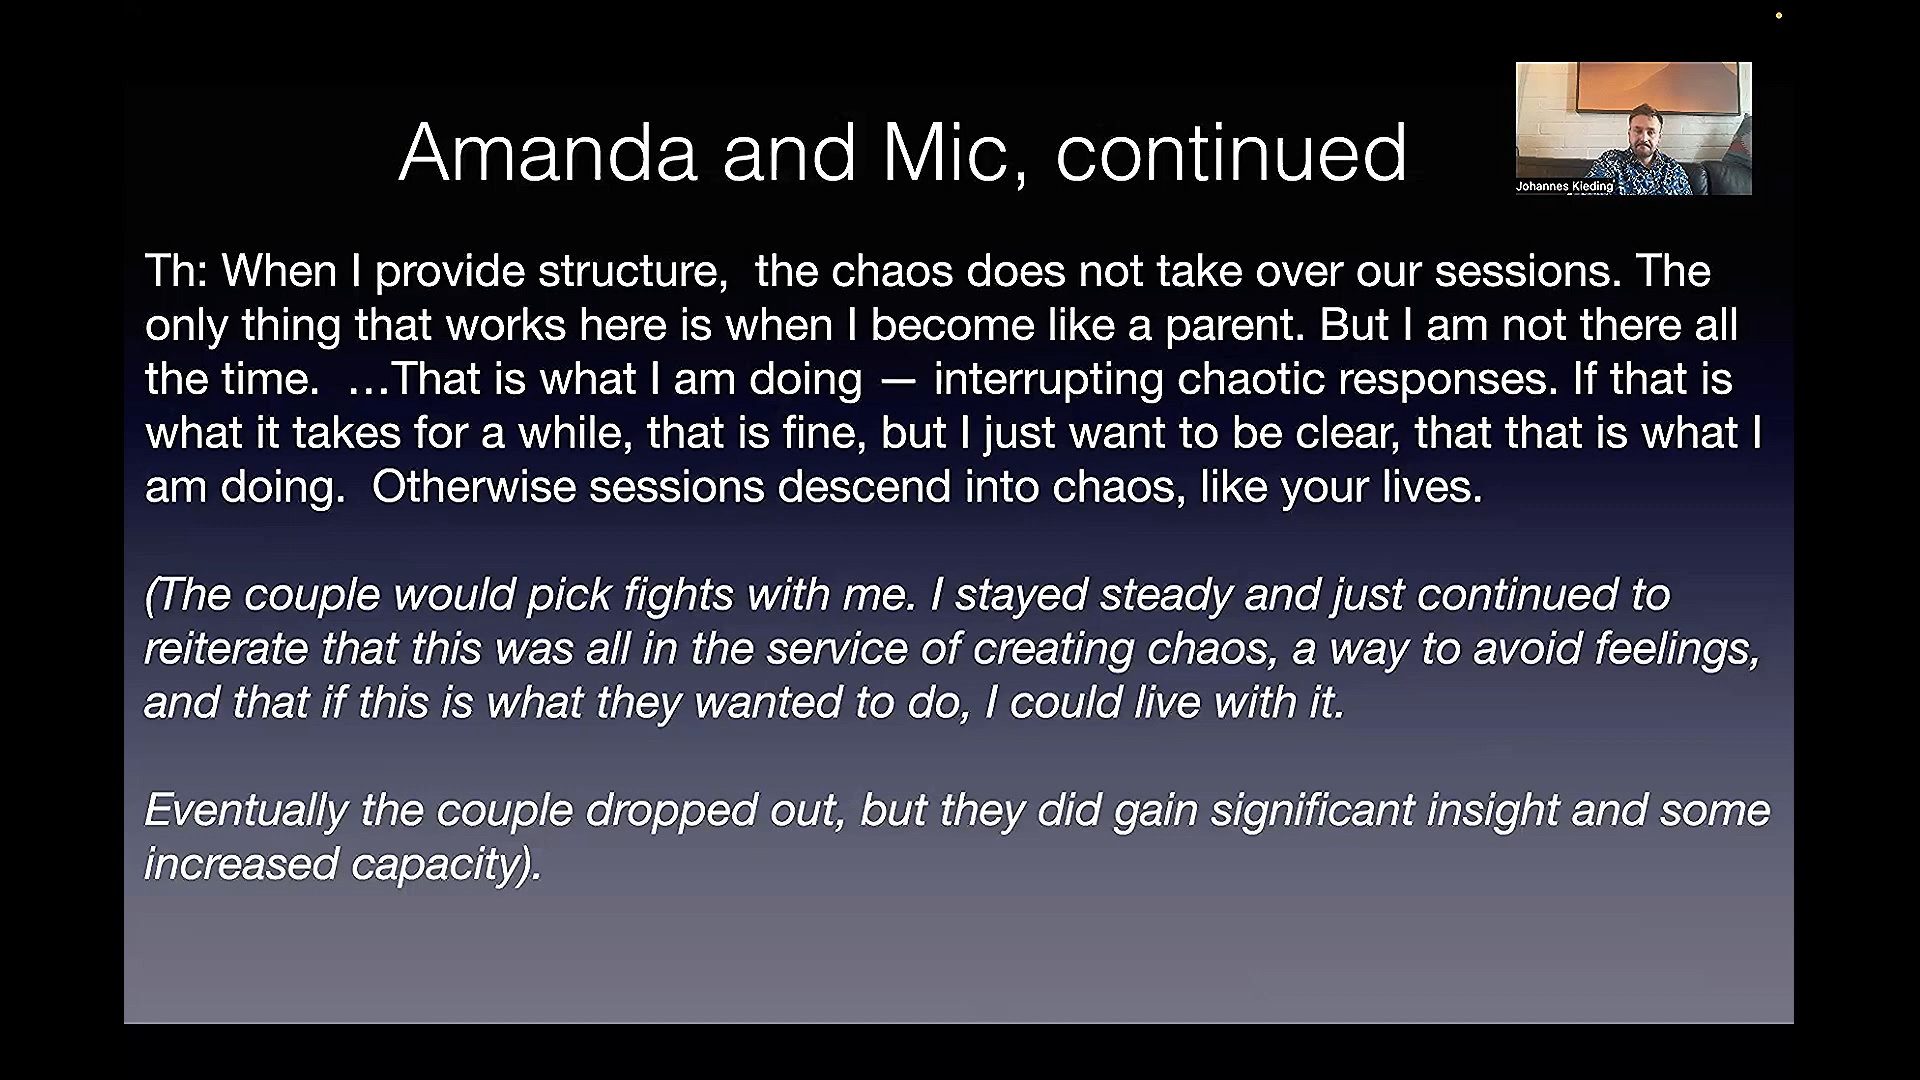 Amanda and Mic, continued
Johannes Kieding
Th: When I provide structure,  the chaos does not take over our sessions. The
only thing that works here is when I become like a parent. But I am not there all
the time.  …That is what I am doing — interrupting chaotic responses. If that is
what it takes for a while, that is fine, but I just want to be clear, that that is what I
am doing.  Otherwise sessions descend into chaos, like your lives.
(The couple would pick fights with me. I stayed steady and just continued to
reiterate that this was all in the service of creating chaos, a way to avoid feelings,
and that if this is what they wanted to do, I could live with it.
Eventually the couple dropped out, but they did gain significant insight and some
increased capacity).